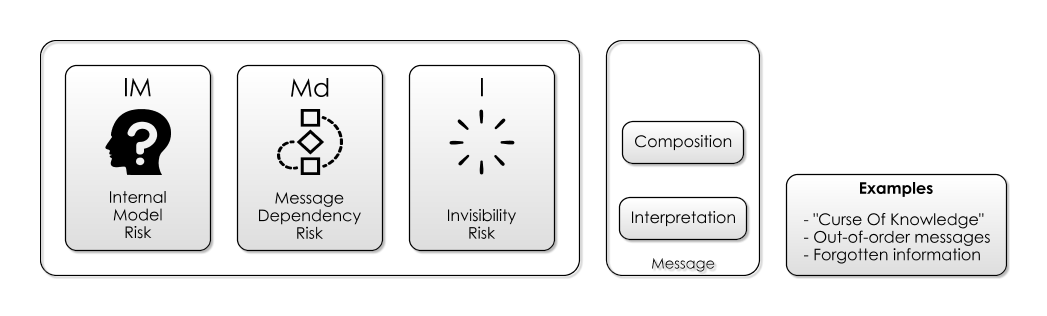 IM
?
Internal
Model
Risk
Md
Message
Dependency
Risk
I
Invisibility
Risk
Composition
Interpretation
Message
Examples
- "Curse Of Knowledge"
- Out-of-order messages
- Forgotten information